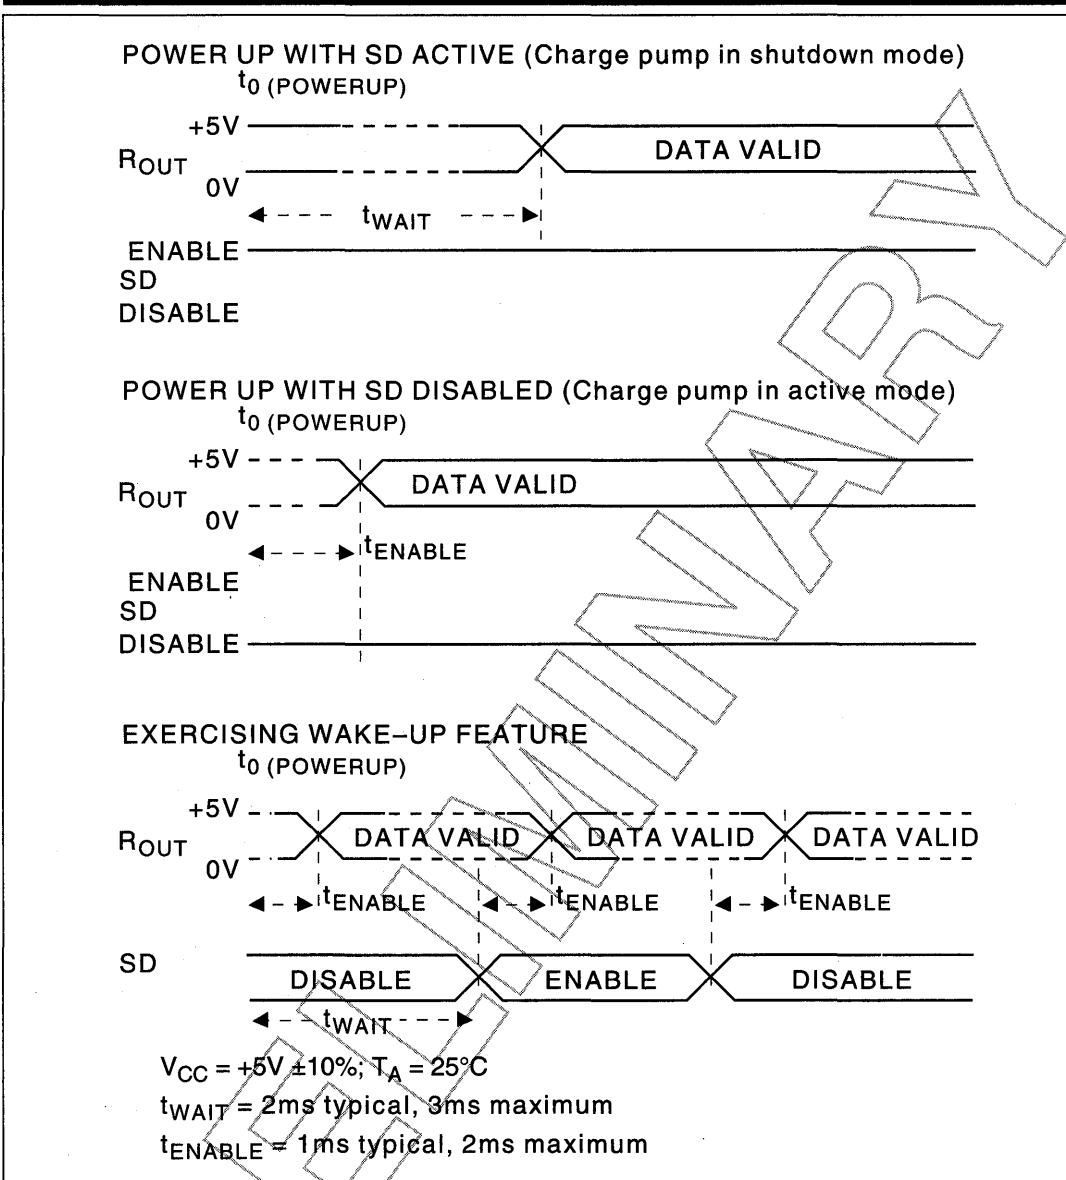 POWER UP WITH SD ACTIVE (Charge pump in shutdown mode)
t0 (POWERUP)
+5V
ROUT
DATA VALID
0V
tWAIT
ENABLE
SD
DISABLE
POWER UP WITH SD DISABLED (Charge pump in active mode)
t0 (POWERUP)
+5V
ROUT
DATA VALID
0V
tENABLE
ENABLE
SD
DISABLE
EXERCISING WAKE–UP FEATURE
t0 (POWERUP)
+5V
ROUT
DATA VALID DATA VALID DATA VALID
0V
tENABLE tENABLE tENABLE
SD
DISABLE ENABLE DISABLE
tWAIT
VCC = +5V ±10%; TA = 25°C
tWAIT = 2ms typical, 3ms maximum
tENABLE = 1ms typical, 2ms maximum
ELIMINARY